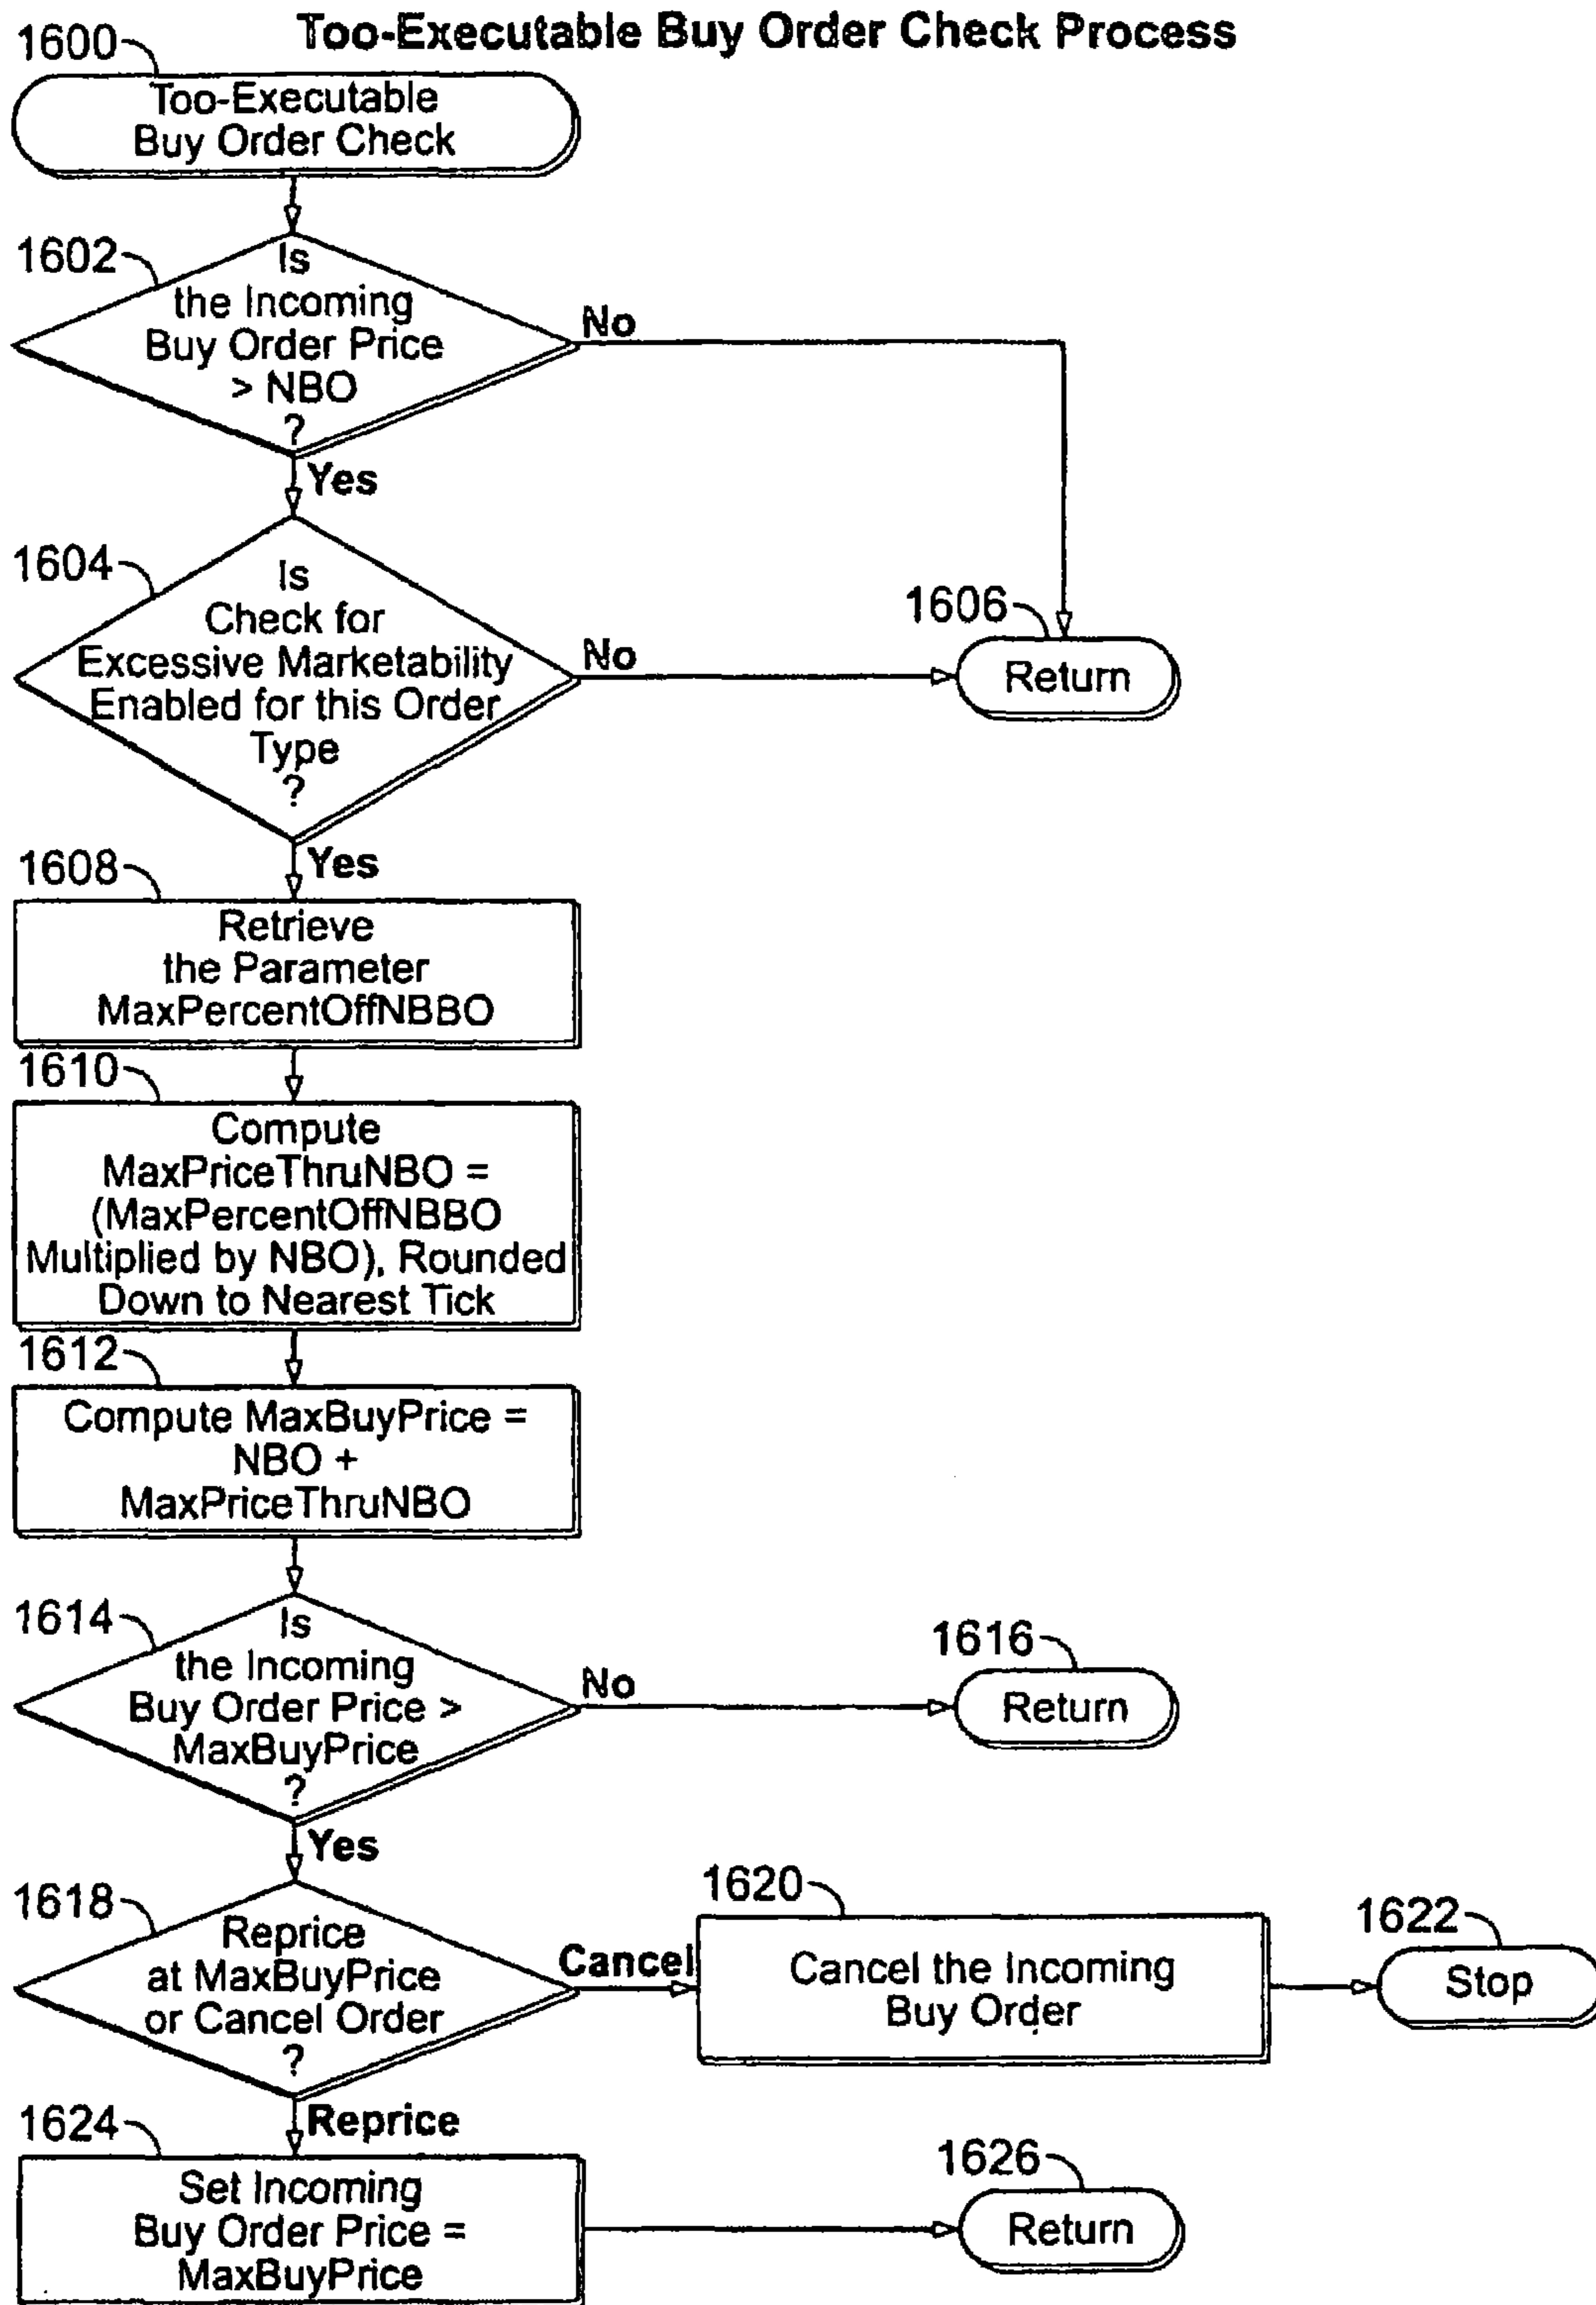 Too-Executable Buy Order Check Process
1600
Too-Executable
Buy Order Check
1602
Is
the Incoming
Buy Order Price
> NBO
?
No
Yes
1604
Is
Check for
Excessive Marketability
Enabled for this Order
Type
?
No
1606
Return
Yes
1608
Retrieve
the Parameter
MaxPercentOffNBBO
1610
Compute
MaxPriceThruNBO =
(MaxPercentOffNBBO
Multiplied by NBO), Rounded
Down to Nearest Tick
1612
Compute MaxBuyPrice =
NBO +
MaxPriceThruNBO
1614
Is
the Incoming
Buy Order Price >
MaxBuyPrice
?
No
1616
Return
Yes
1618
Reprice
at MaxBuyPrice
or Cancel Order
?
Cancel
1620
Cancel the Incoming
Buy Order
1622
Stop
Reprice
1624
Set Incoming
Buy Order Price =
MaxBuyPrice
1626
Return